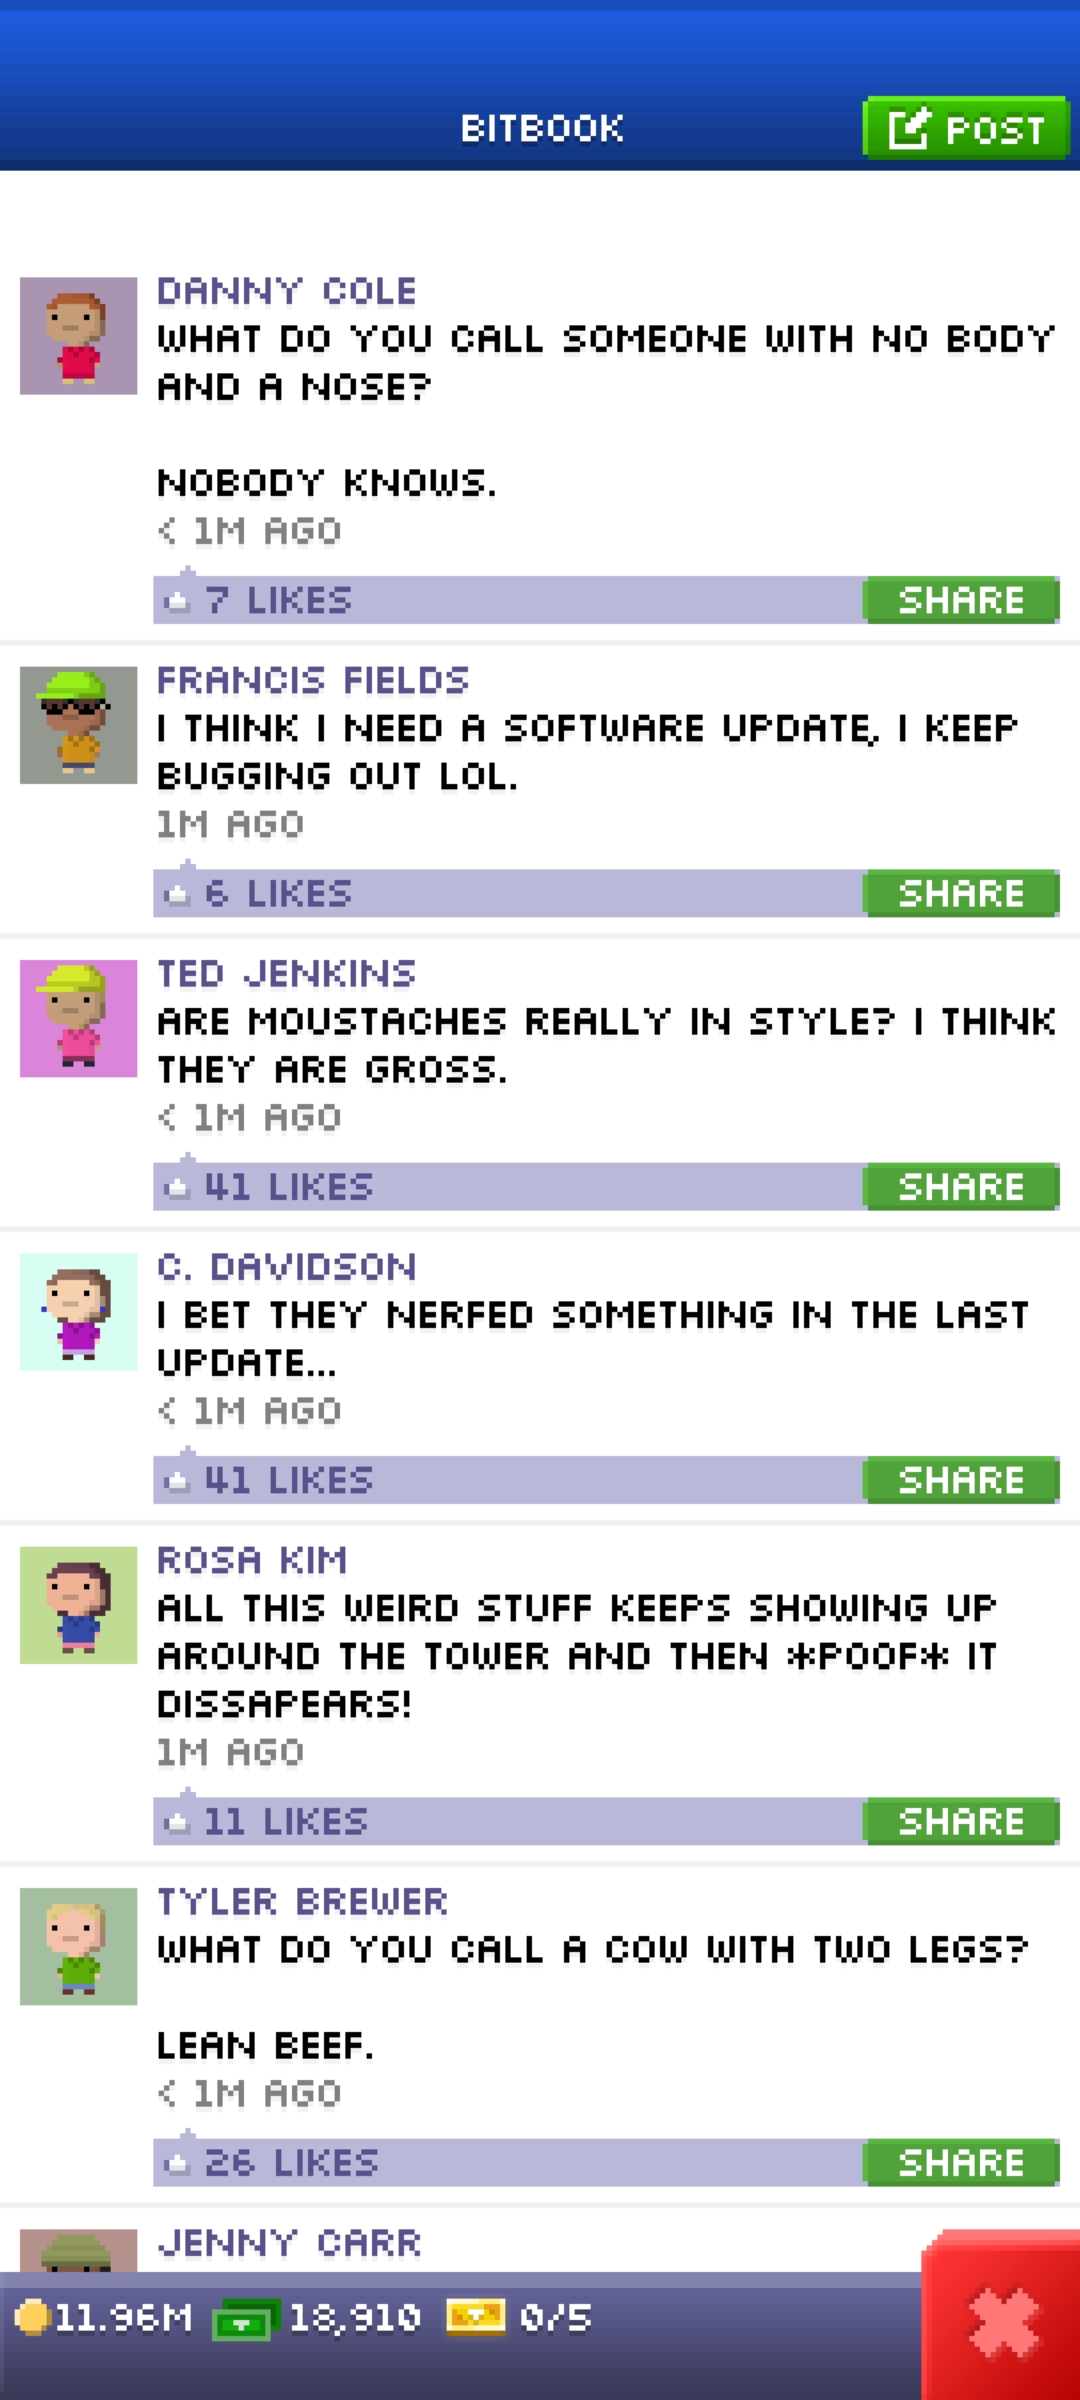 BITBOOK
POST
DANNY COLE
WHAT DO YOU CALL SOMEONE WITH NO BODY
AND A NOSE?
NOBODY KNOWS.
< 1M AGO
7 LIKES
SHARE
FRANCIS FIELDS
I THINK I NEED A SOFTWARE UPDATE, I KEEP
BUGGING OUT LOL.
1M AGO
6 LIKES
SHARE
TED JENKINS
ARE MOUSTACHES REALLY IN STYLE? I THINK
THEY ARE GROSS.
< 1M AGO
41 LIKES
SHARE
C. DAVIDSON
I BET THEY NERFED SOMETHING IN THE LAST
UPDATE...
< 1M AGO
41 LIKES
SHARE
ROSA KIM
ALL THIS WEIRD STUFF KEEPS SHOWING UP
AROUND THE TOWER AND THEN *POOF* IT
DISSAPEARS!
1M AGO
11 LIKES
SHARE
TYLER BREWER
WHAT DO YOU CALL A COW WITH TWO LEGS?
LEAN BEEF.
< 1M AGO
26 LIKES
SHARE
JENNY CARR
11.96M 18,910 0/5